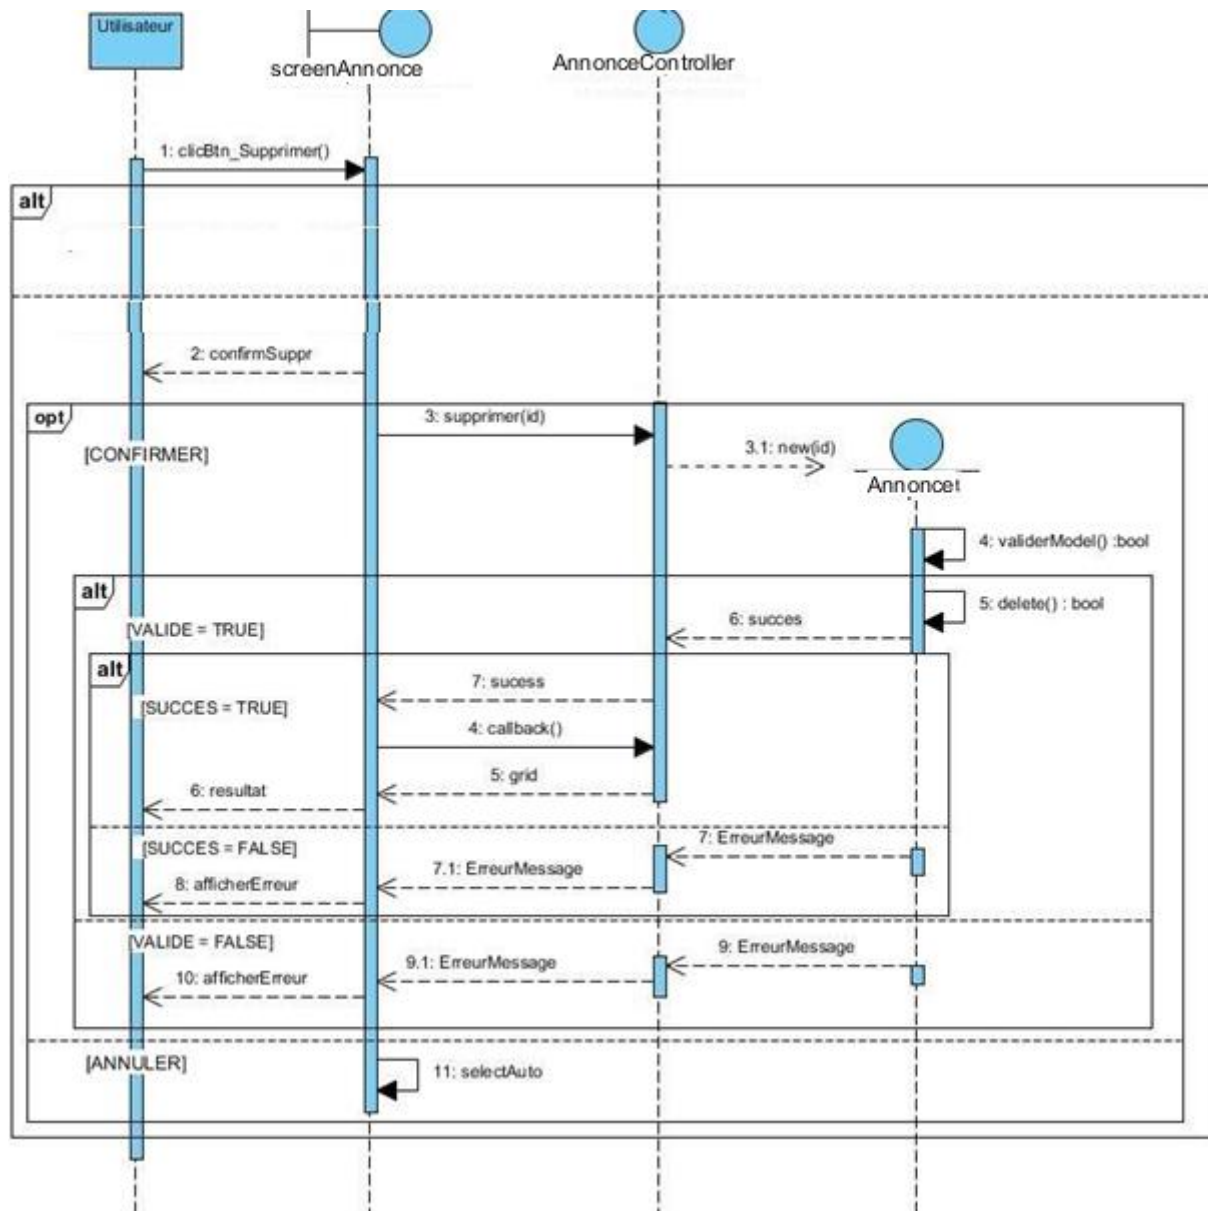 Utilisateur
screenAnnonce
AnnonceController
1: clicBtn_Supprimer()
alt
2: confirmSuppr
opt
3: supprimer(id)
[CONFIRMER]
3.1: new(id)
Annoncet
4: validerModel() :bool
alt
5: delete() : bool
6: succes
[VALIDE = TRUE]
alt
7: sucess
[SUCCES = TRUE]
4: callback()
5: grid
6: resultat
7: ErreurMessage
[SUCCES = FALSE]
7.1: ErreurMessage
8: afficherErreur
[VALIDE = FALSE]
9: ErreurMessage
9.1: ErreurMessage
10: afficherErreur
[ANNULER]
11: selectAuto